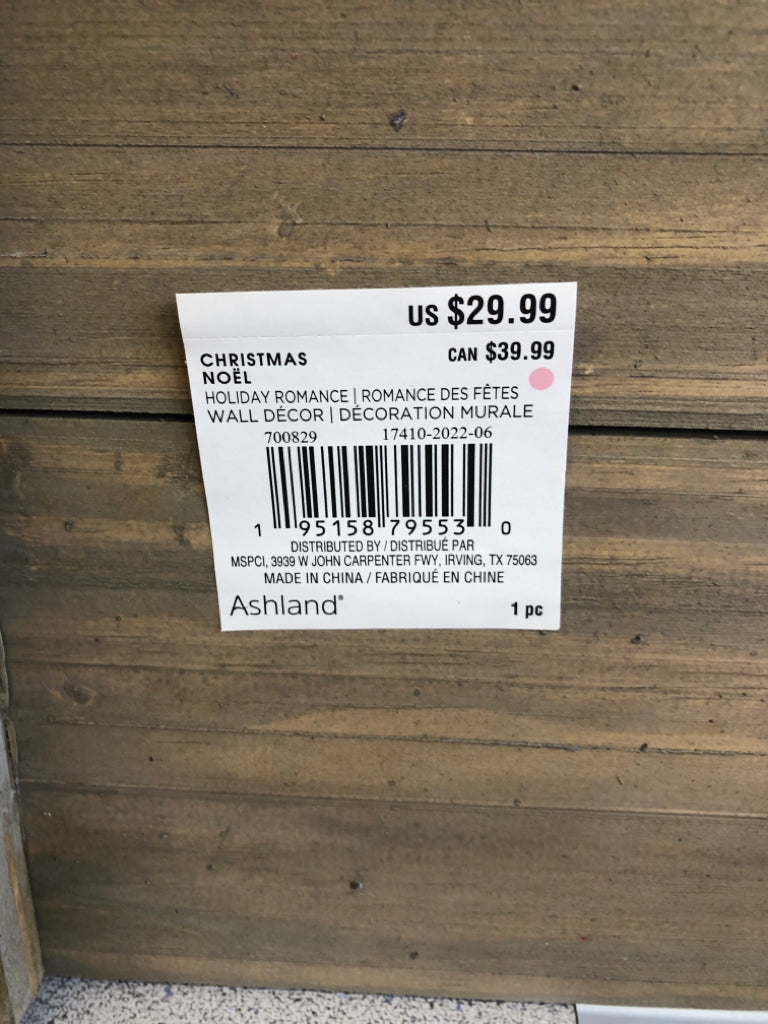 US $29.99
CAN $39.99
CHRISTMAS
NOËL
HOLIDAY ROMANCE | ROMANCE DES FÊTES
WALL DÉCOR | DÉCORATION MURALE
700829 17410-2022-06
1 95158 79553 0
DISTRIBUTED BY / DISTRIBUÉ PAR
MSPCI, 3939 W JOHN CARPENTER FWY, IRVING, TX 75063
MADE IN CHINA / FABRIQUÉ EN CHINE
Ashland® 1 pc